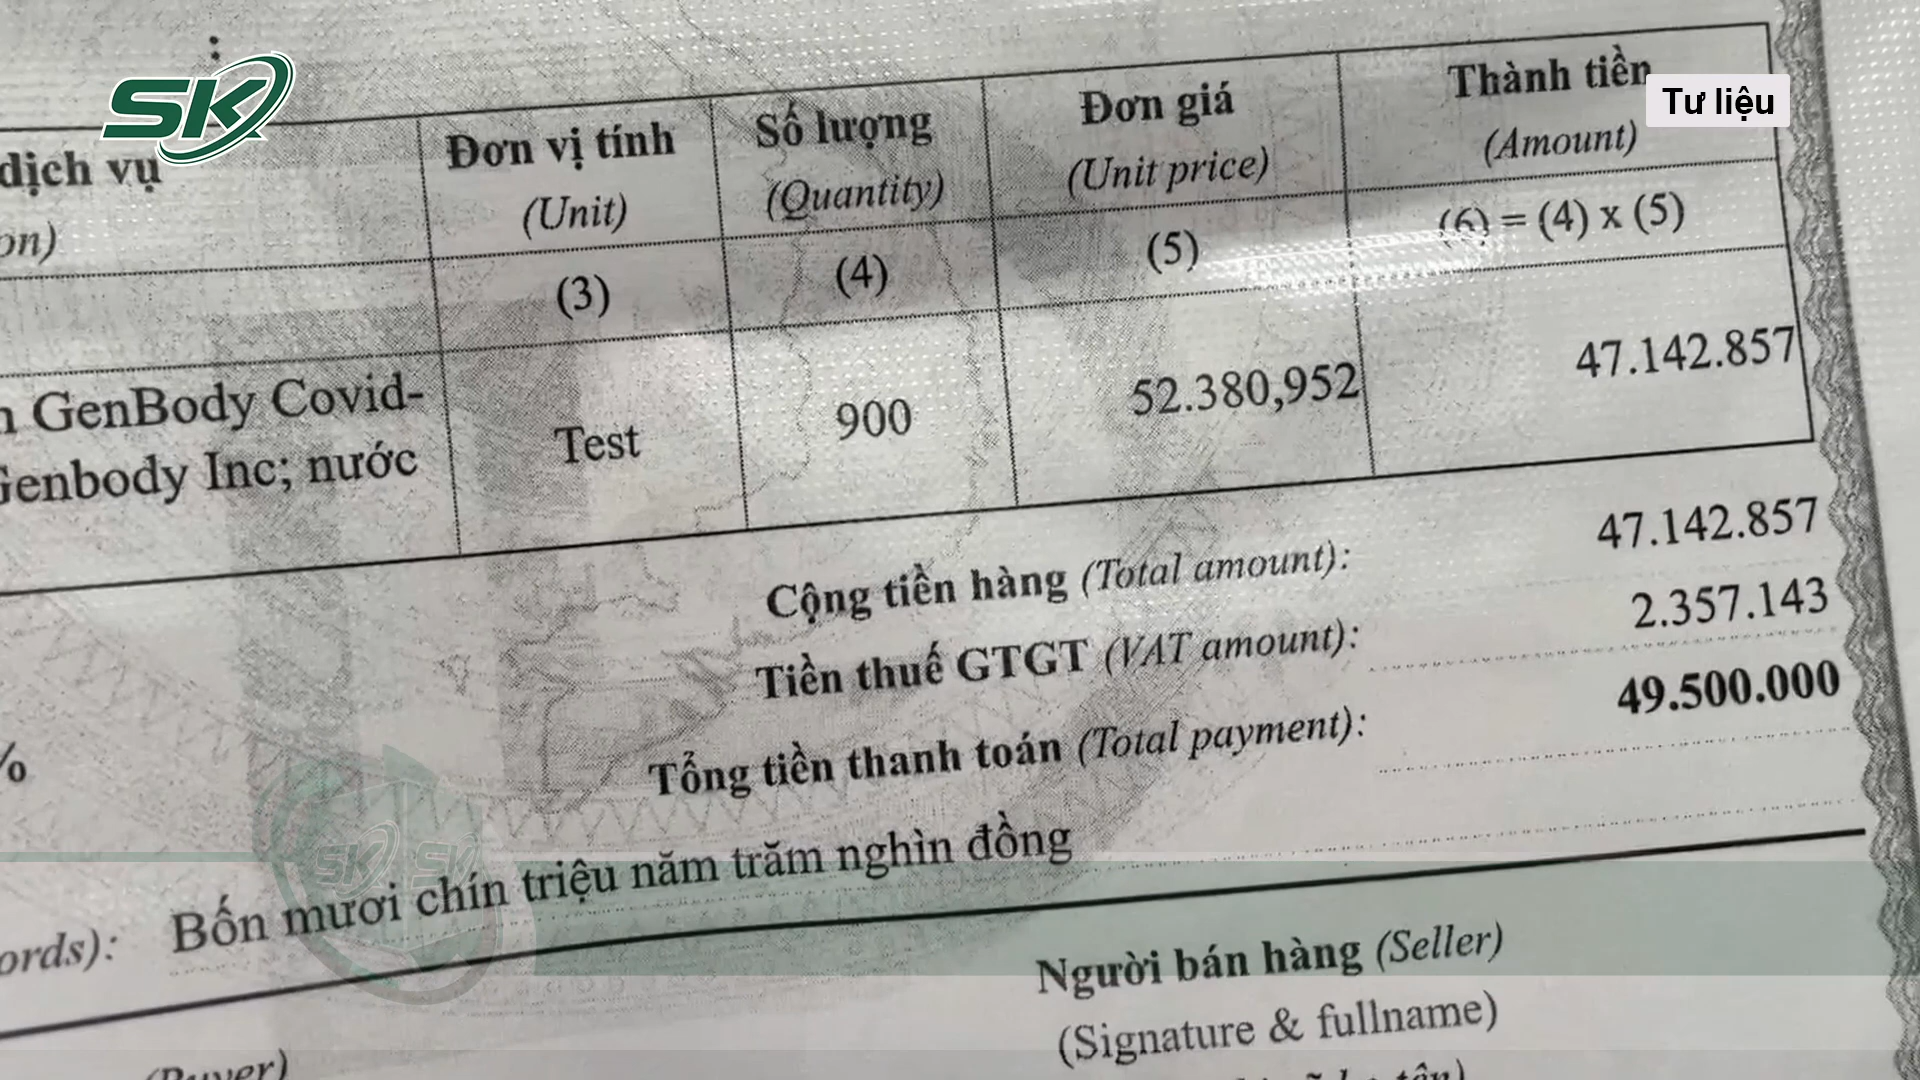 SK
Tư liệu
dịch vụ
on)
Đơn vị tính
(Unit)
Số lượng
(Quantity)
Đơn giá
(Unit price)
Thành tiền
(Amount)
(3)
(4)
(5)
(6) = (4) x (5)
n GenBody Covid-
Genbody Inc; nước
Test
900
52.380,952
47.142.857
Cộng tiền hàng (Total amount): 47.142.857
Tiền thuế GTGT (VAT amount): 2.357.143
%
Tổng tiền thanh toán (Total payment): 49.500.000
ords): Bốn mươi chín triệu năm trăm nghìn đồng
SK SK
Người bán hàng (Seller)
(Signature & fullname)
(Buyer)